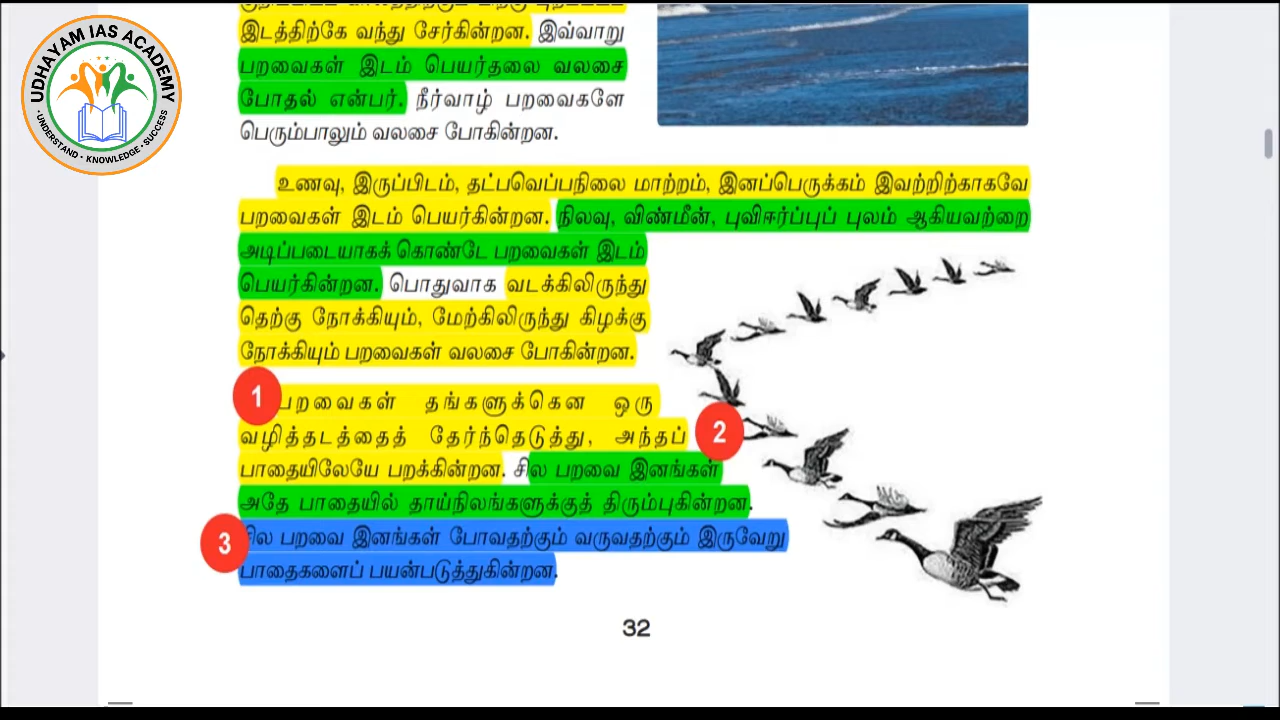 UDHAYAM IAS ACADEMY
· UNDERSTAND · KNOWLEDGE · SUCCESS
இடத்திற்கே வந்து சேர்கின்றன. இவ்வாறு
பறவைகள் இடம் பெயர்தலை வலசை
போதல் என்பர். நீர்வாழ் பறவைகளே
பெரும்பாலும் வலசை போகின்றன.
உணவு, இருப்பிடம், தட்பவெப்பநிலை மாற்றம், இனப்பெருக்கம் இவற்றிற்காகவே
பறவைகள் இடம் பெயர்கின்றன. நிலவு, விண்மீன், புவிஈர்ப்புப் புலம் ஆகியவற்றை
அடிப்படையாகக் கொண்டே பறவைகள் இடம்
பெயர்கின்றன. பொதுவாக வடக்கிலிருந்து
தெற்கு நோக்கியும், மேற்கிலிருந்து கிழக்கு
நோக்கியும் பறவைகள் வலசை போகின்றன.
1 பறவைகள் தங்களுக்கென ஒரு
வழித்தடத்தைத் தேர்ந்தெடுத்து, அந்தப் 2
பாதையிலேயே பறக்கின்றன. சில பறவை இனங்கள்
அதே பாதையில் தாய்நிலங்களுக்குத் திரும்புகின்றன.
3 சில பறவை இனங்கள் போவதற்கும் வருவதற்கும் இருவேறு
பாதைகளைப் பயன்படுத்துகின்றன.
32